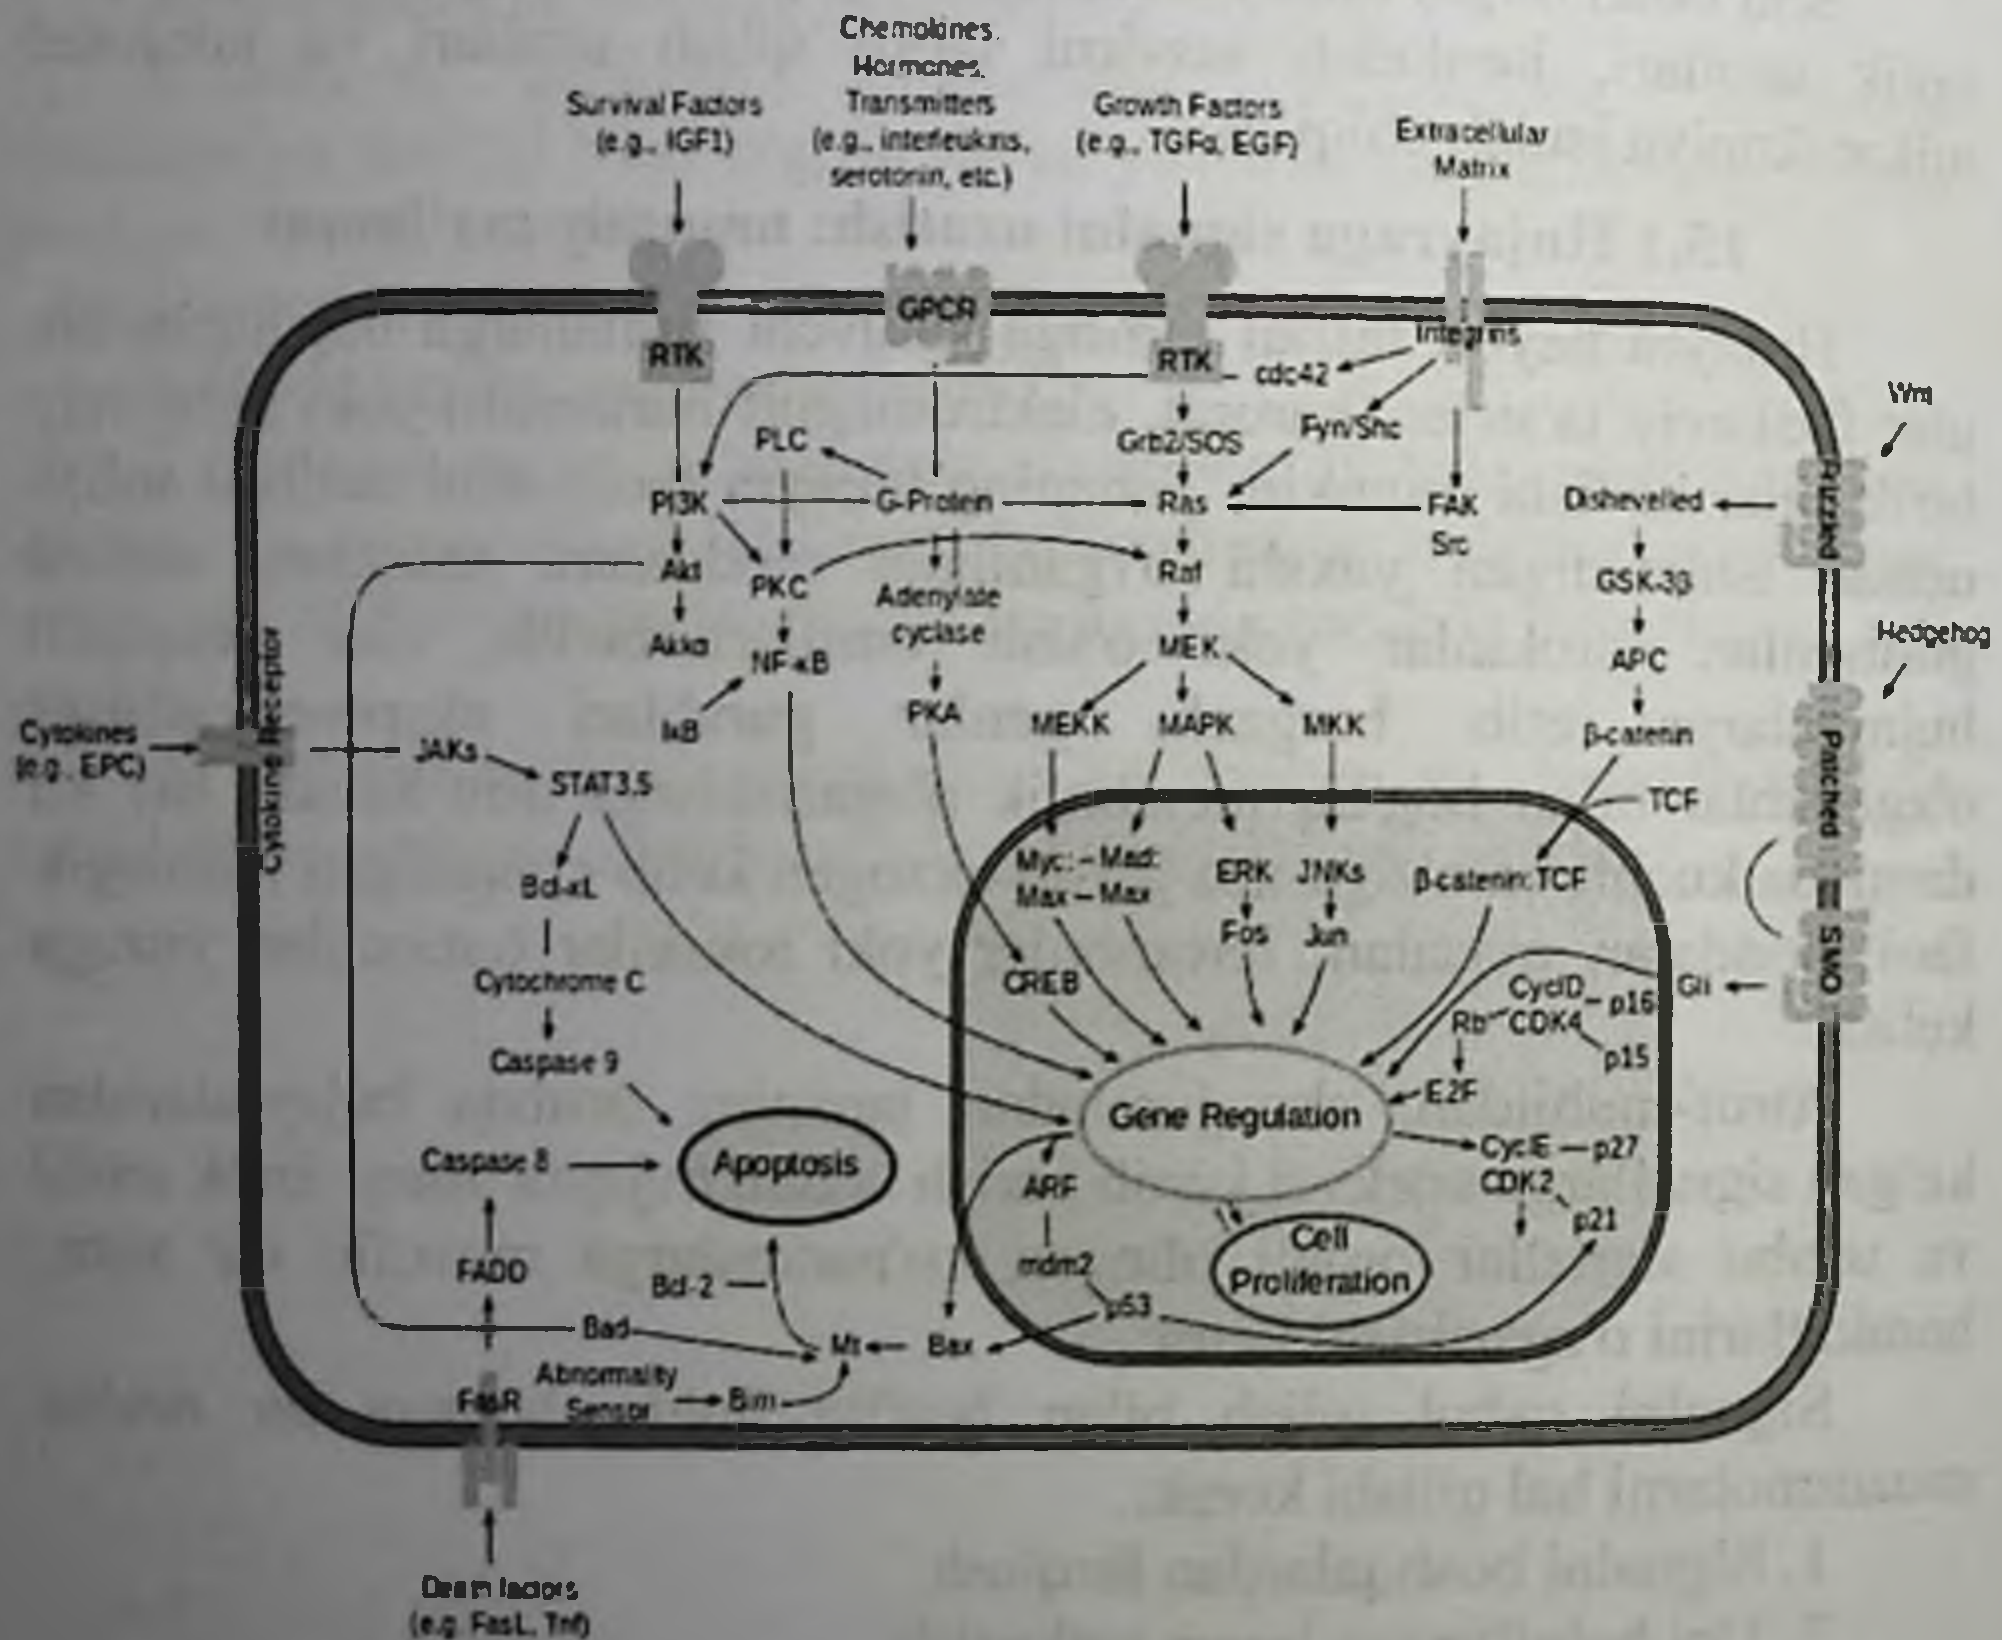 Chemokines,
Hormones,
Survival Factors
(e.g., IGF1)
Transmitters
(e.g., interleukins,
serotonin, etc.)
Growth Factors
(e.g., TGFα, EGF)
Extracellular
Matrix
GPCR
RTK
RTK
Integrins
cdc42
Wnt
PLC
Grb2/SOS
Fyn/Shc
Frizzled
PI3K
G-Protein
Ras
FAK
Src
Dishevelled
Akt
PKC
Adenylate
cyclase
Raf
GSK-3β
Hedgehog
Akkα
NF-κB
MEK
APC
IκB
PKA
MEKK
MAPK
MKK
β-catenin
TCF
Cytokines
(e.g., EPC)
Cytokine Receptor
JAKs
STAT3,5
Patched
SMO
Myc: – Mad:
Max – Max
ERK
JNKs
β-catenin:TCF
Bcl-xL
Fos
Jun
Cytochrome C
CREB
CyclD
p16
Gli
Rb
CDK4
p15
Caspase 9
E2F
Gene Regulation
Caspase 8
Apoptosis
ARF
CyclE
p27
CDK2
p21
FADD
Bcl-2
mdm2
Cell
Proliferation
p53
Bad
Mt
Bax
Abnormality
Sensor
Bim
FasR
Death factors
(e.g. FasL, Tnf)